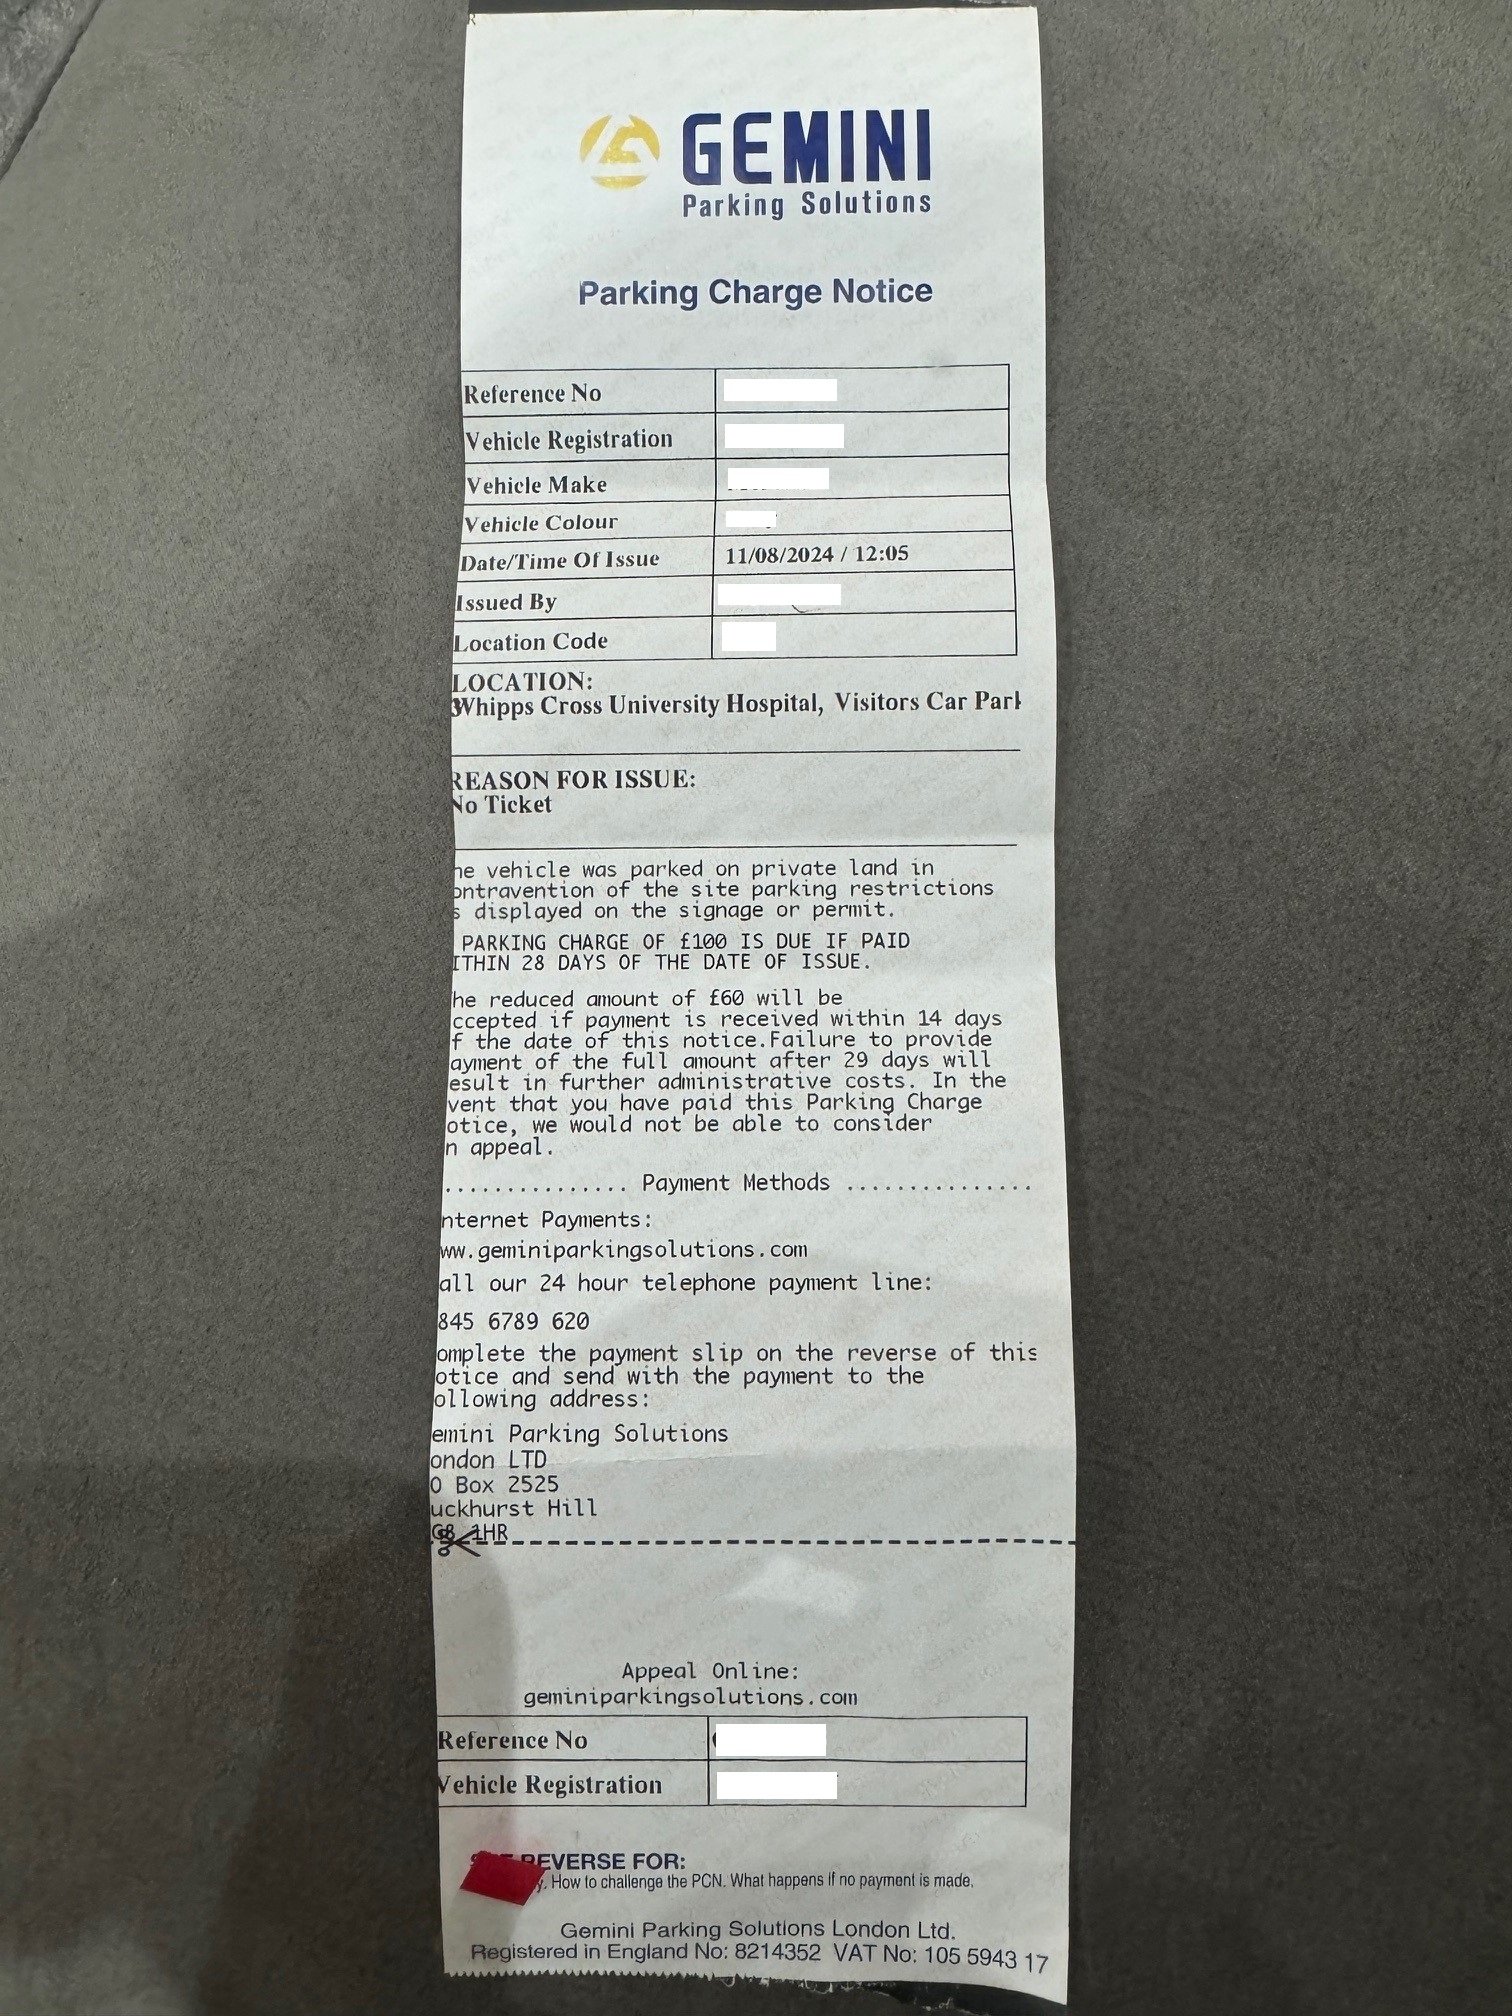 GEMINI
Parking Solutions
Parking Charge Notice
Reference No
Vehicle Registration
Vehicle Make
Vehicle Colour
Date/Time Of Issue 11/08/2024 / 12:05
Issued By
Location Code
LOCATION:
Whipps Cross University Hospital, Visitors Car Park
REASON FOR ISSUE:
No Ticket
he vehicle was parked on private land in
ontravention of the site parking restrictions
s displayed on the signage or permit.
PARKING CHARGE OF £100 IS DUE IF PAID
ITHIN 28 DAYS OF THE DATE OF ISSUE.
he reduced amount of £60 will be
ccepted if payment is received within 14 days
f the date of this notice.Failure to provide
ayment of the full amount after 29 days will
esult in further administrative costs. In the
vent that you have paid this Parking Charge
otice, we would not be able to consider
n appeal.
............... Payment Methods ...............
nternet Payments:
ww.geminiparkingsolutions.com
all our 24 hour telephone payment line:
845 6789 620
omplete the payment slip on the reverse of this
otice and send with the payment to the
ollowing address:
emini Parking Solutions
ondon LTD
O Box 2525
uckhurst Hill
G8 1HR
Appeal Online:
geminiparkingsolutions.com
Reference No
Vehicle Registration
REVERSE FOR:
y. How to challenge the PCN. What happens if no payment is made.
Gemini Parking Solutions London Ltd.
Registered in England No: 8214352 VAT No: 105 5943 17